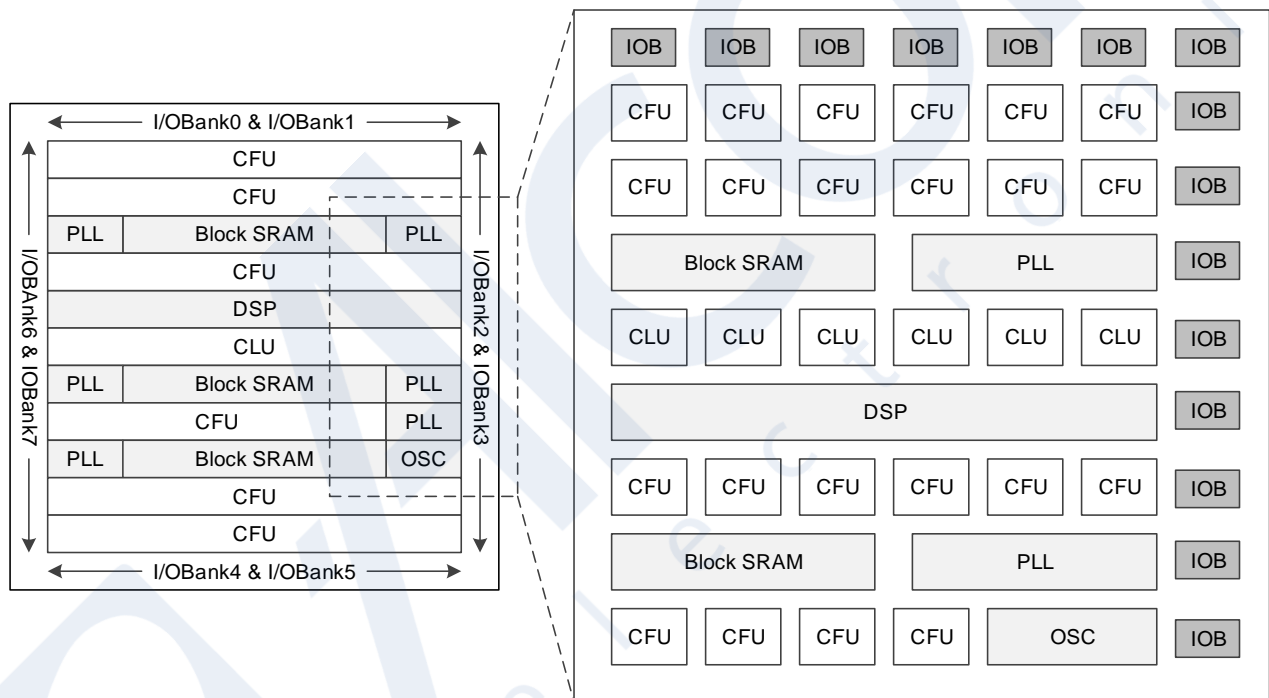 I/OBank0 & I/OBank1
CFU
CFU
PLL Block SRAM PLL
CFU
DSP
CLU
PLL Block SRAM PLL
CFU PLL
PLL Block SRAM OSC
CFU
CFU
I/OBank4 & I/OBank5
I/OBAnk6 & IOBank7
I/OBank2 & IOBank3
IOB IOB IOB IOB IOB IOB IOB
CFU CFU CFU CFU CFU CFU IOB
CFU CFU CFU CFU CFU CFU IOB
Block SRAM PLL IOB
CLU CLU CLU CLU CLU CLU IOB
DSP IOB
CFU CFU CFU CFU CFU CFU IOB
Block SRAM PLL IOB
CFU CFU CFU CFU OSC IOB